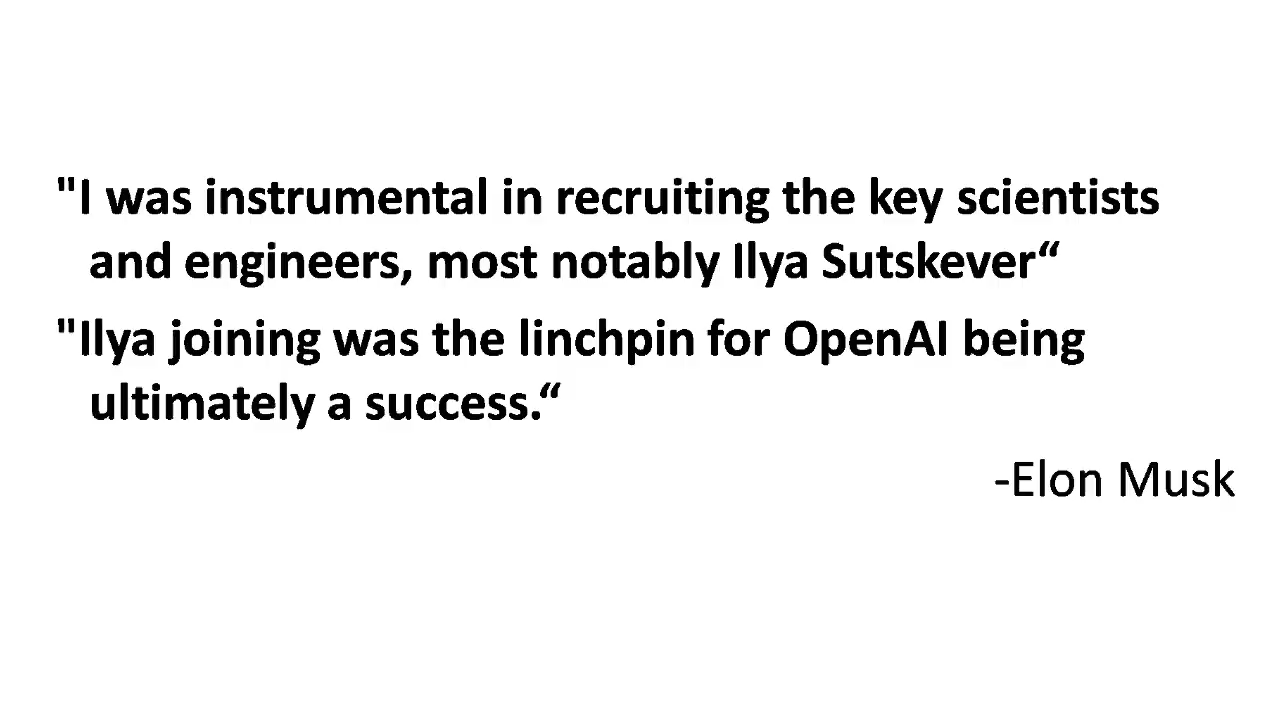 "I was instrumental in recruiting the key scientists
and engineers, most notably Ilya Sutskever“
"Ilya joining was the linchpin for OpenAI being
ultimately a success.“
-Elon Musk